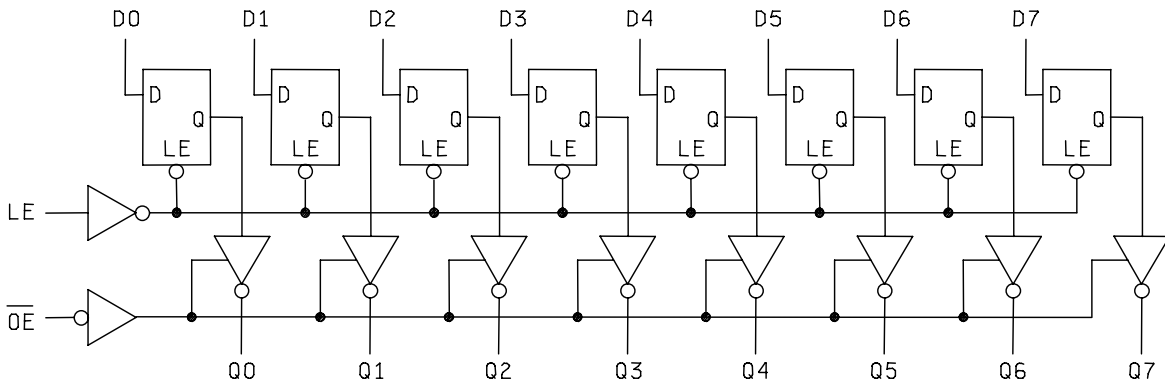 D0 D1 D2 D3 D4 D5 D6 D7
D D D D D D D D
Q Q Q Q Q Q Q Q
LE LE LE LE LE LE LE LE
LE
O̅E̅
Q0 Q1 Q2 Q3 Q4 Q5 Q6 Q7